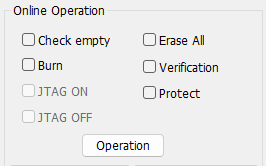 Online Operation
Check empty
Erase All
Burn
Verification
JTAG ON
Protect
JTAG OFF
Operation